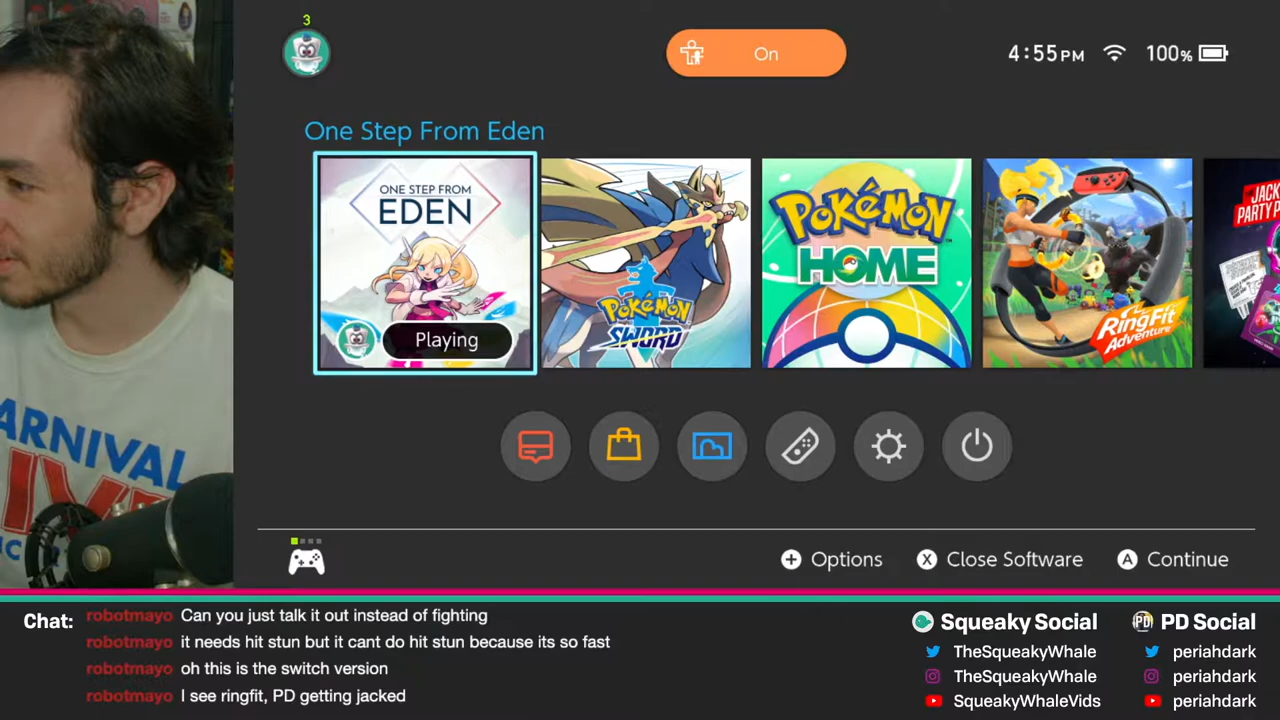 3
On
4:55PM
100%
One Step From Eden
ONE STEP FROM
EDEN
Playing
POKéMON
SWORD
POKéMON
HOME
RingFit
Adventure
PARTY
ARNIVAL
Options
Close Software
Continue
Chat:
robotmayo Can you just talk it out instead of fighting
robotmayo it needs hit stun but it cant do hit stun because its so fast
robotmayo oh this is the switch version
robotmayo I see ringfit, PD getting jacked
Squeaky Social
TheSqueakyWhale
TheSqueakyWhale
SqueakyWhaleVids
PD Social
periahdark
periahdark
periahdark